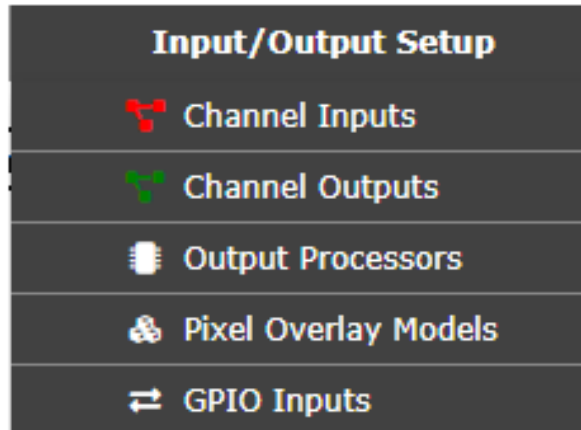 Input/Output Setup
Channel Inputs
Channel Outputs
Output Processors
Pixel Overlay Models
GPIO Inputs